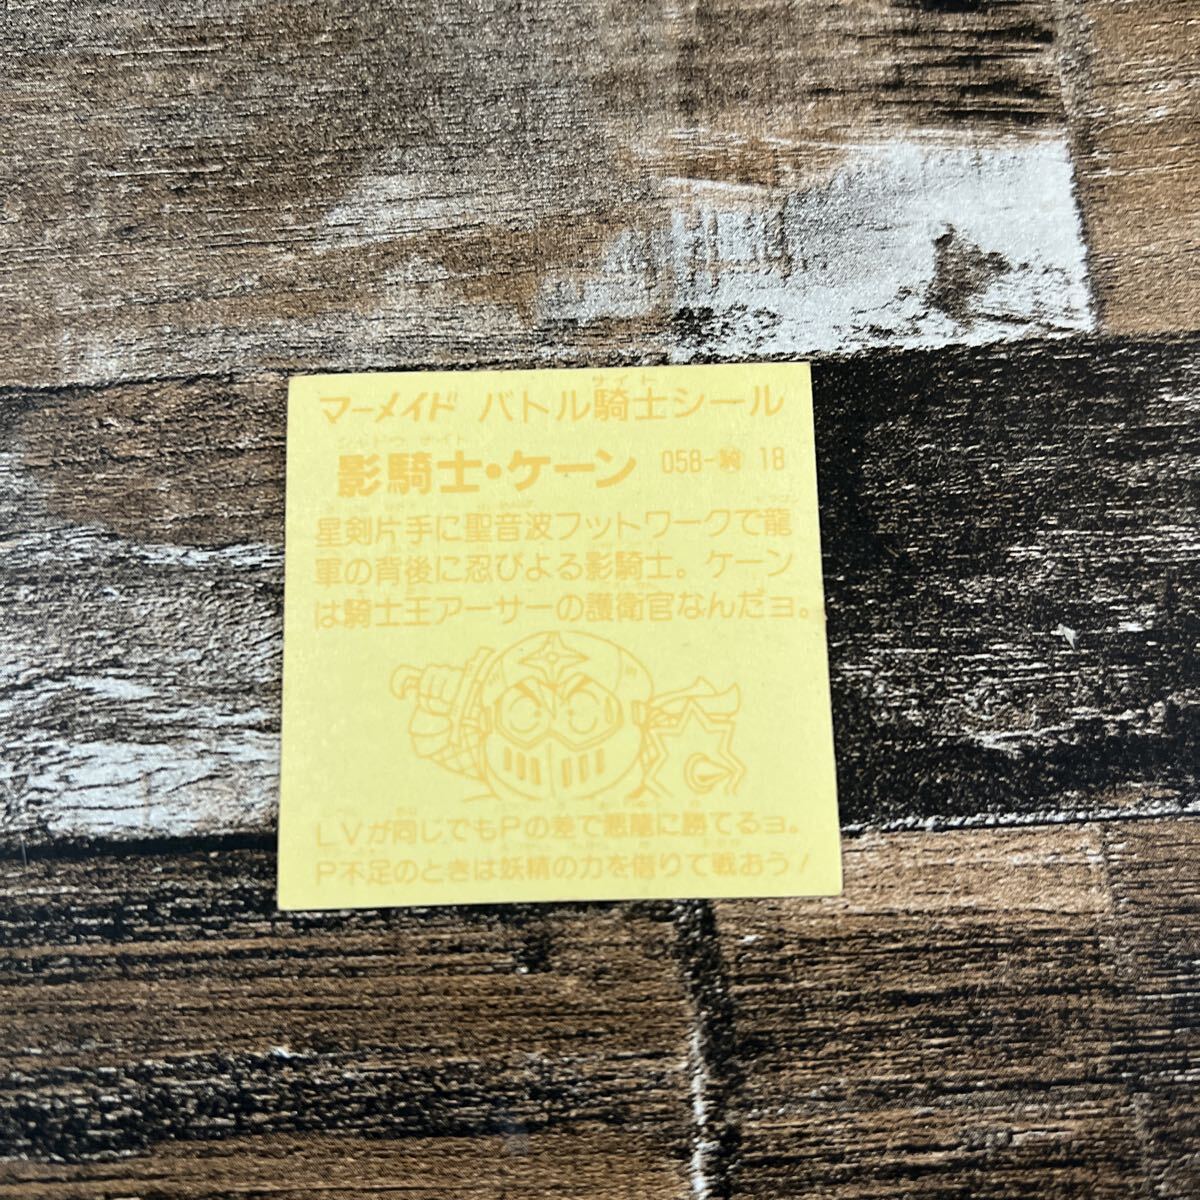 マーメイド バトル騎士シール
影騎士・ケーン 058-騎 18
星剣片手に聖音波フットワークで龍
軍の背後に忍びよる影騎士。ケーン
は騎士王アーサーの護衛官なんだョ。
LVが同じでもPの差で悪龍に勝てるョ。
P不足のときは妖精の力を借りて戦おう!